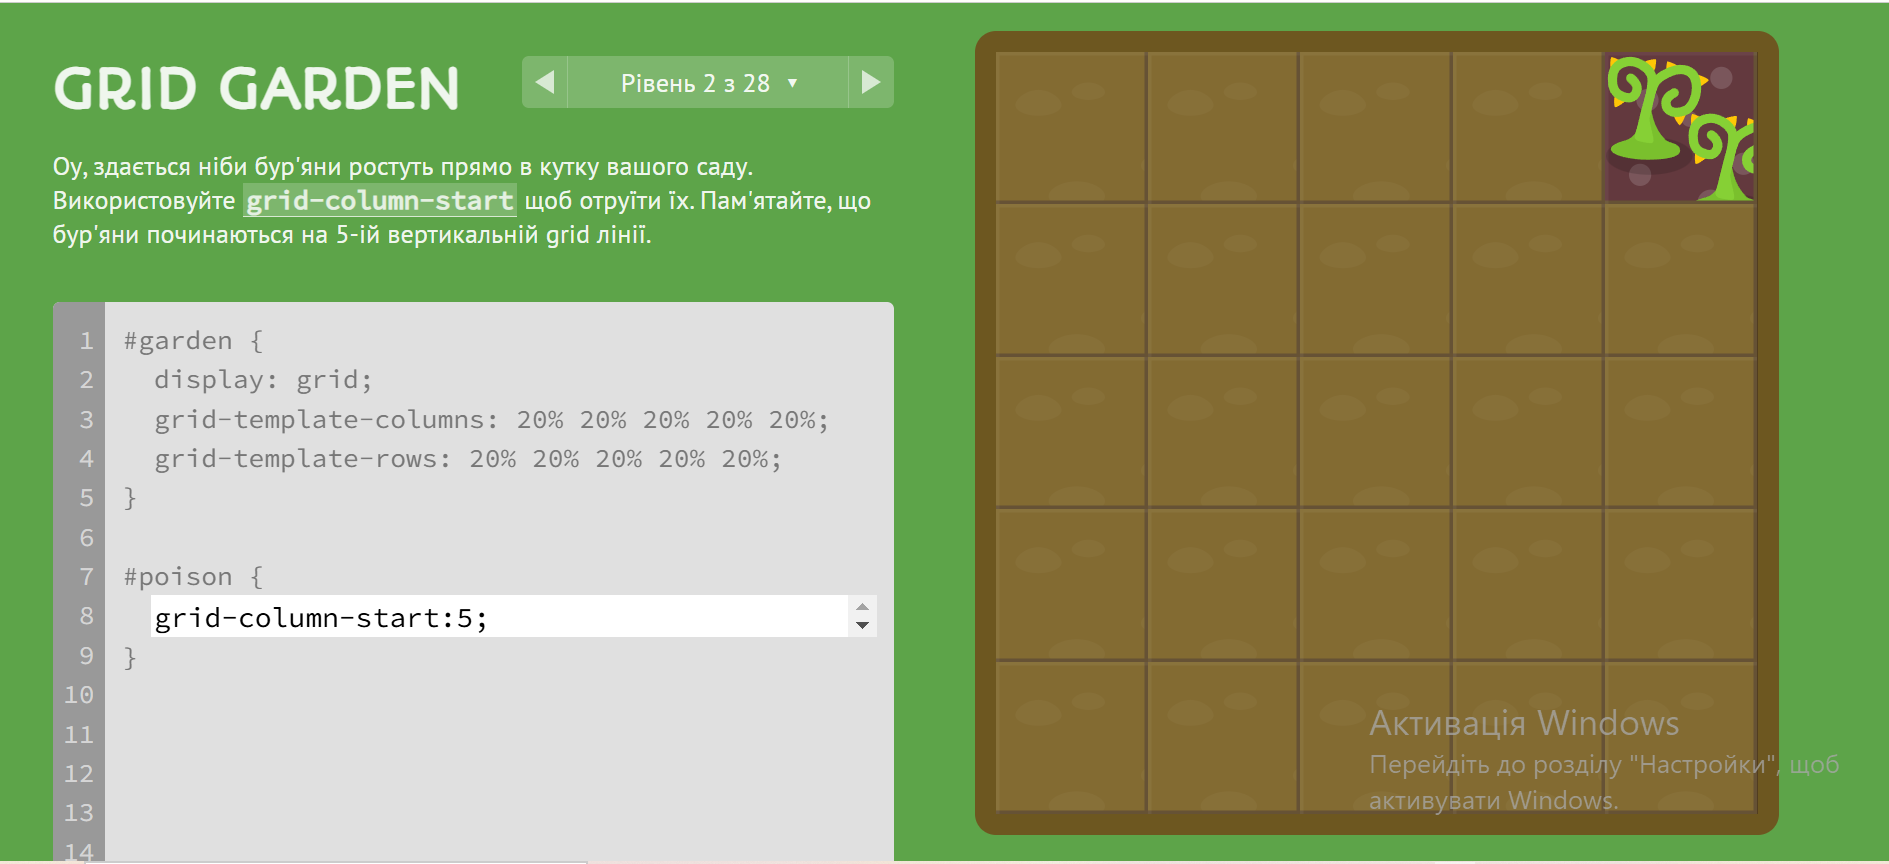 GRID GARDEN
Рівень 2 з 28 ▼
Оу, здається ніби бур'яни ростуть прямо в кутку вашого саду.
Використовуйте grid-column-start щоб отруїти їх. Пам'ятайте, що
бур'яни починаються на 5-ій вертикальній grid лінії.
1 #garden {
2 display: grid;
3 grid-template-columns: 20% 20% 20% 20% 20%;
4 grid-template-rows: 20% 20% 20% 20% 20%;
5 }
6
7 #poison {
8 grid-column-start:5;
9 }
10
11
12
13
14
Активація Windows
Перейдіть до розділу "Настройки", щоб
активувати Windows.